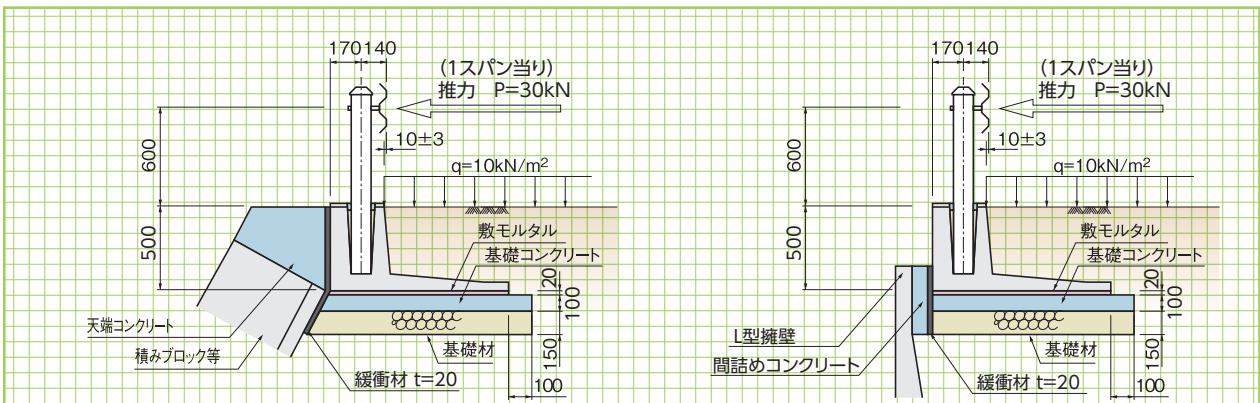 170 140
(1スパン当り)
推力 P=30kN
10±3
600
q=10kN/m²
500
敷モルタル
基礎コンクリート
20
100
天端コンクリート
積みブロック等
基礎材
150
緩衝材 t=20
100
170 140
(1スパン当り)
推力 P=30kN
10±3
600
q=10kN/m²
500
敷モルタル
基礎コンクリート
20
100
L型擁壁
間詰めコンクリート
基礎材
150
緩衝材 t=20
100